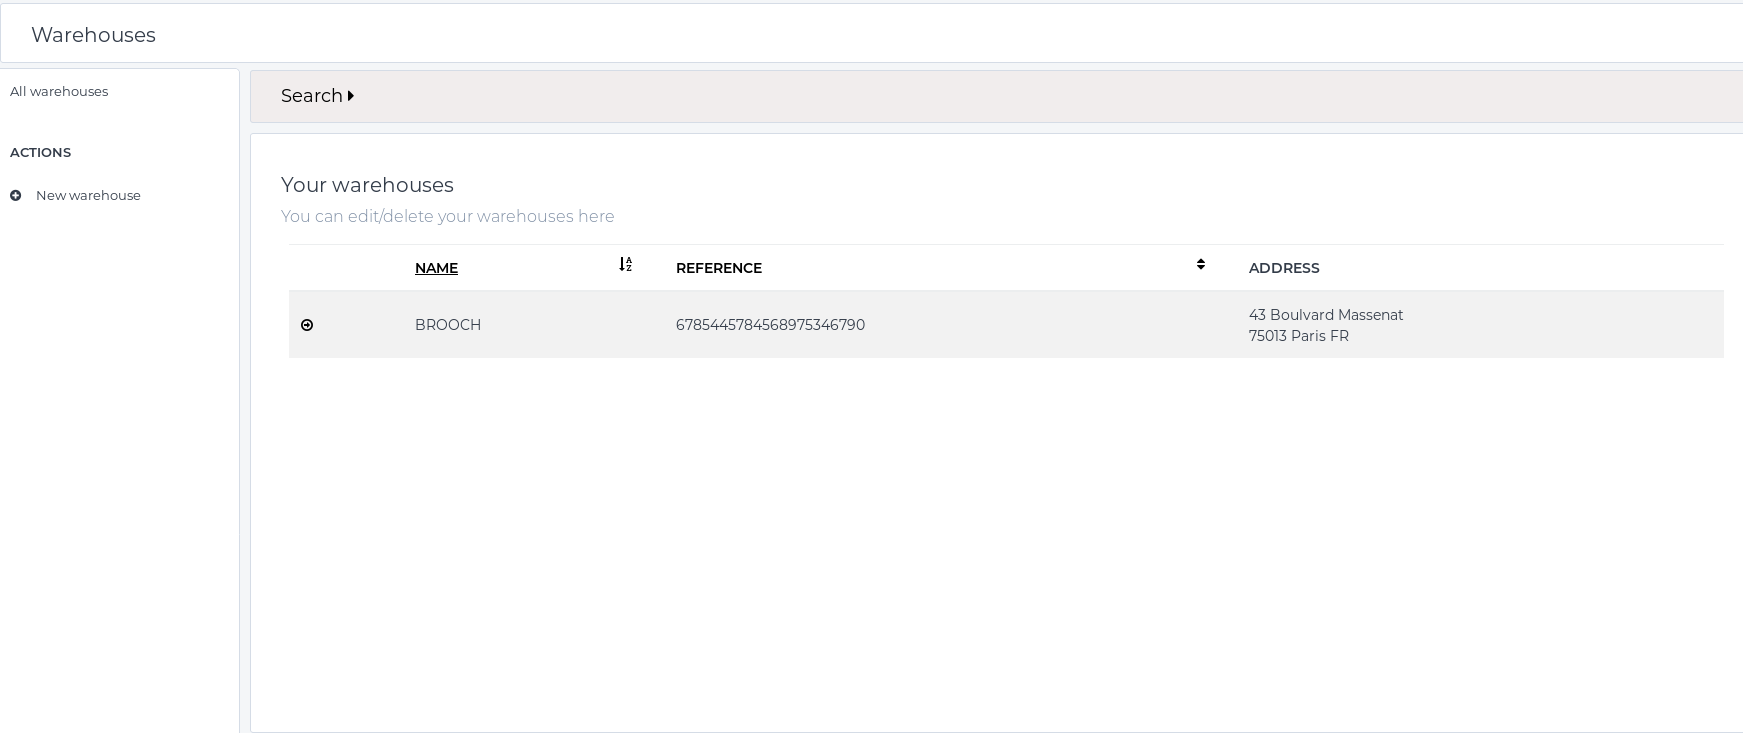 Warehouses
All warehouses
ACTIONS
New warehouse
Search
Your warehouses
You can edit/delete your warehouses here
NAME REFERENCE ADDRESS
BROOCH 6785445784568975346790 43 Boulvard Massenat
75013 Paris FR